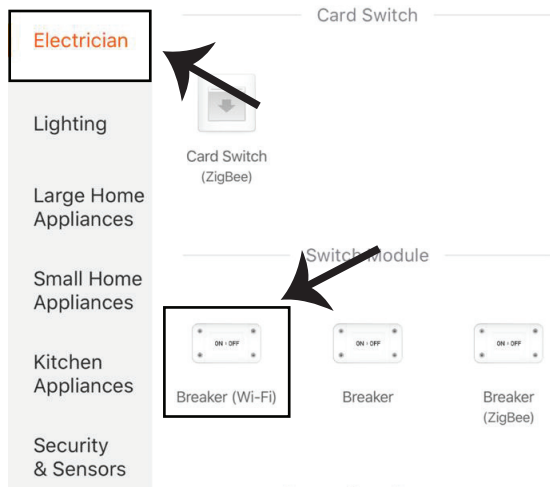 Electrician
Lighting
Large Home
Appliances
Small Home
Appliances
Kitchen
Appliances
Security
& Sensors
Card Switch
Card Switch
(ZigBee)
Switch Module
ON OFF
Breaker (Wi-Fi)
ON OFF
Breaker
ON OFF
Breaker
(ZigBee)